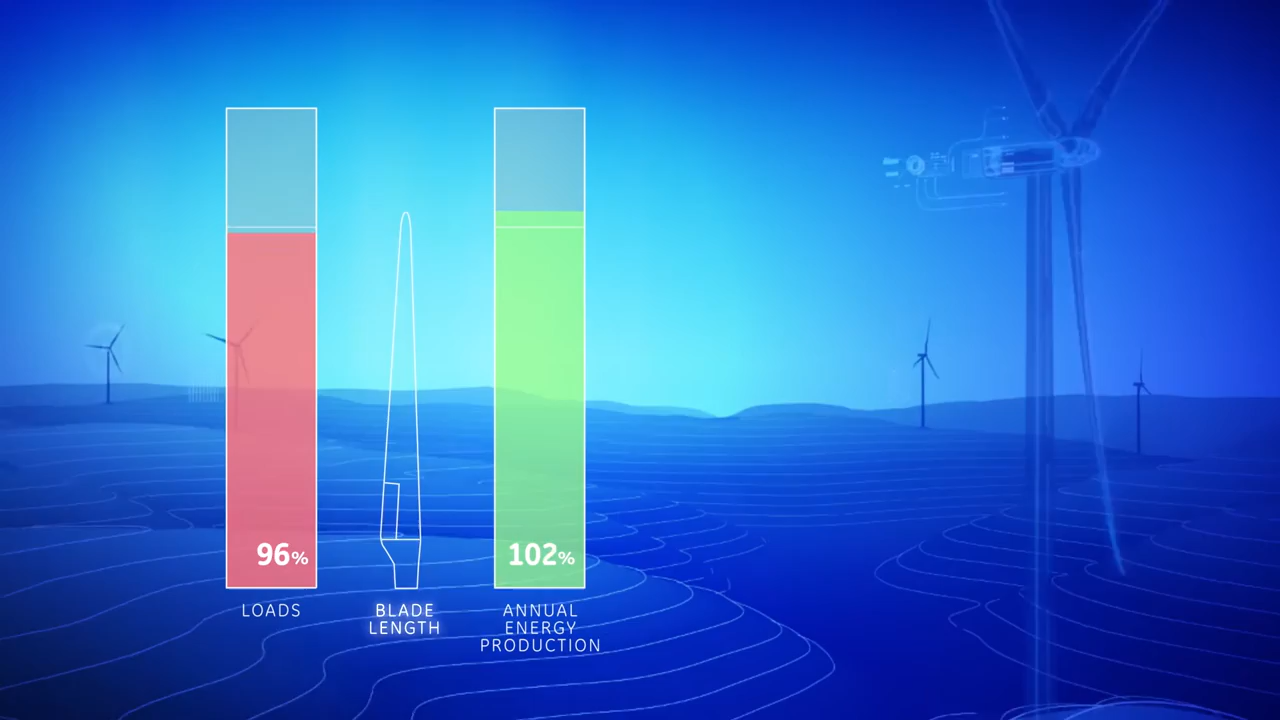 96%
102%
LOADS
BLADE
LENGTH
ANNUAL
ENERGY
PRODUCTION